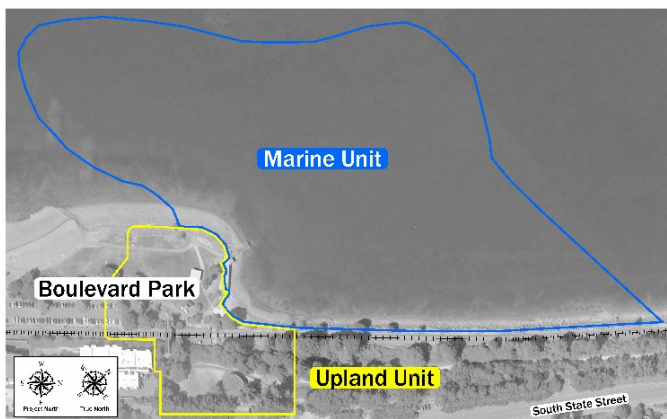 Marine Unit
Boulevard Park
Upland Unit
South State Street
Project North
True North